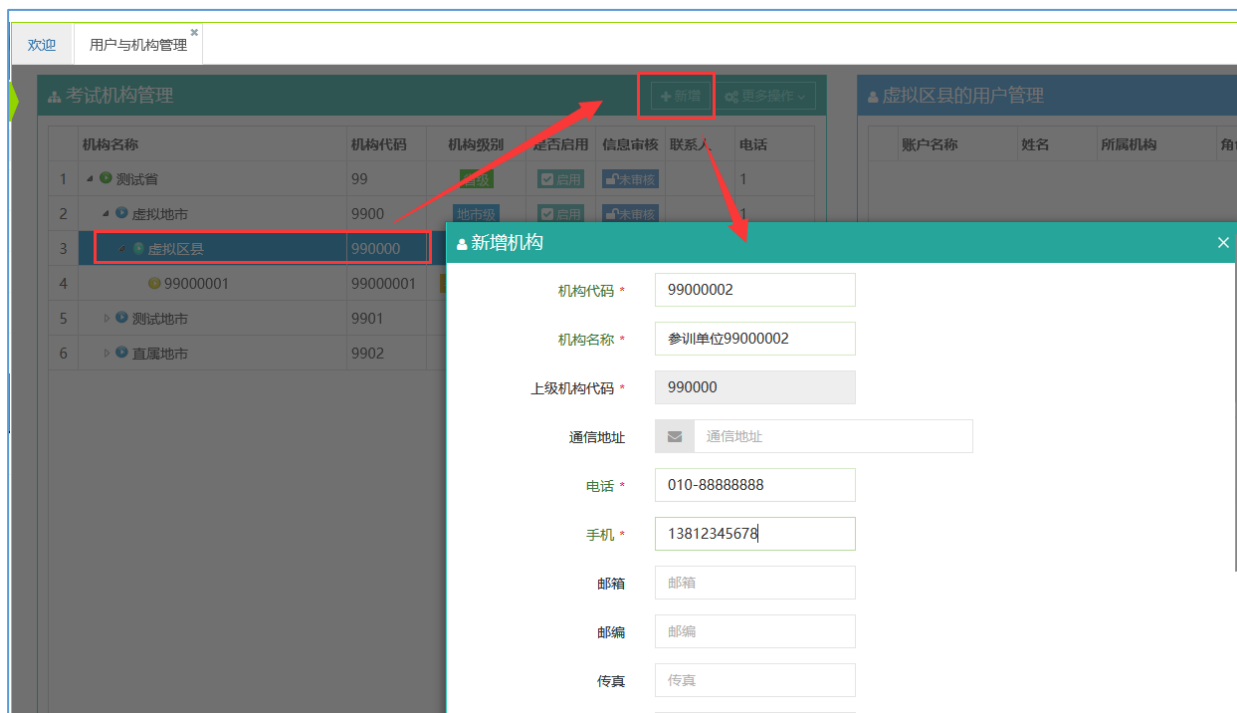 欢迎 用户与机构管理
考试机构管理 新增 更多操作 虚拟区县的用户管理
机构名称 机构代码 机构级别 是否启用 信息审核 联系人 电话 账户名称 姓名 所属机构
1 测试省 99 省级 启用 未审核 1
2 虚拟地市 9900 地市级 启用 未审核 1
3 虚拟区县 990000
4 99000001 99000001
5 测试地市 9901
6 直属地市 9902
新增机构 ×
机构代码 * 99000002
机构名称 * 参训单位99000002
上级机构代码 * 990000
通信地址 通信地址
电话 * 010-88888888
手机 * 13812345678
邮箱 邮箱
邮编 邮编
传真 传真